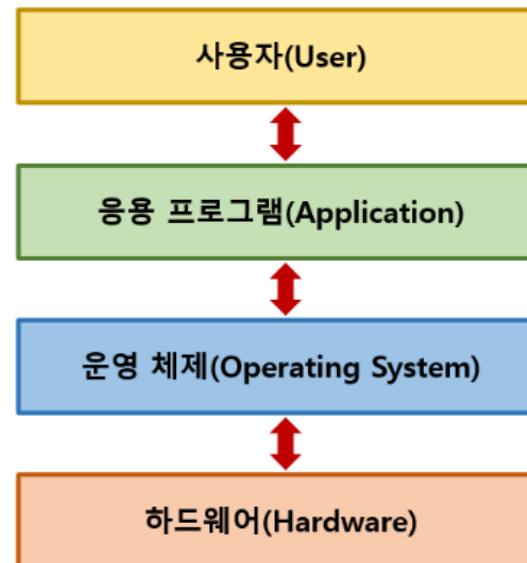 사용자(User)
응용 프로그램(Application)
운영 체제(Operating System)
하드웨어(Hardware)